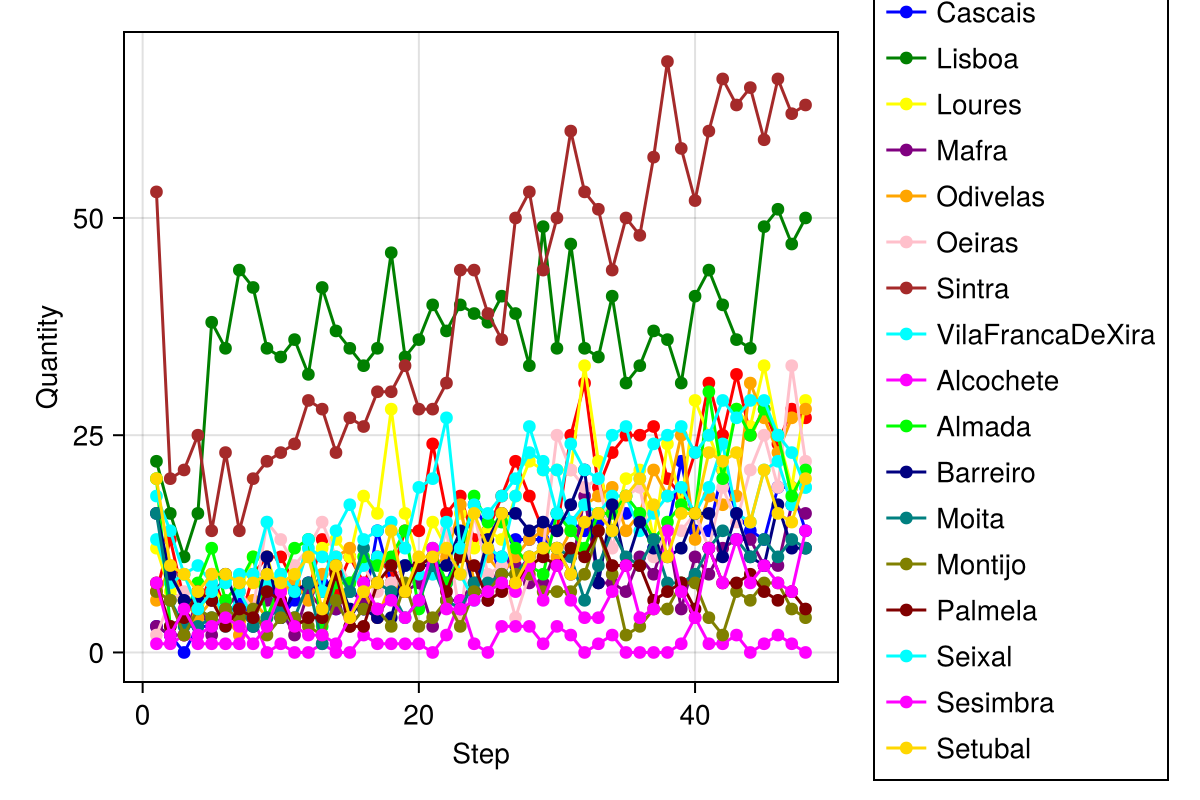 Quantity
50
25
0
0
20
40
Step
Cascais
Lisboa
Loures
Mafra
Odivelas
Oeiras
Sintra
VilaFrancaDeXira
Alcochete
Almada
Barreiro
Moita
Montijo
Palmela
Seixal
Sesimbra
Setubal